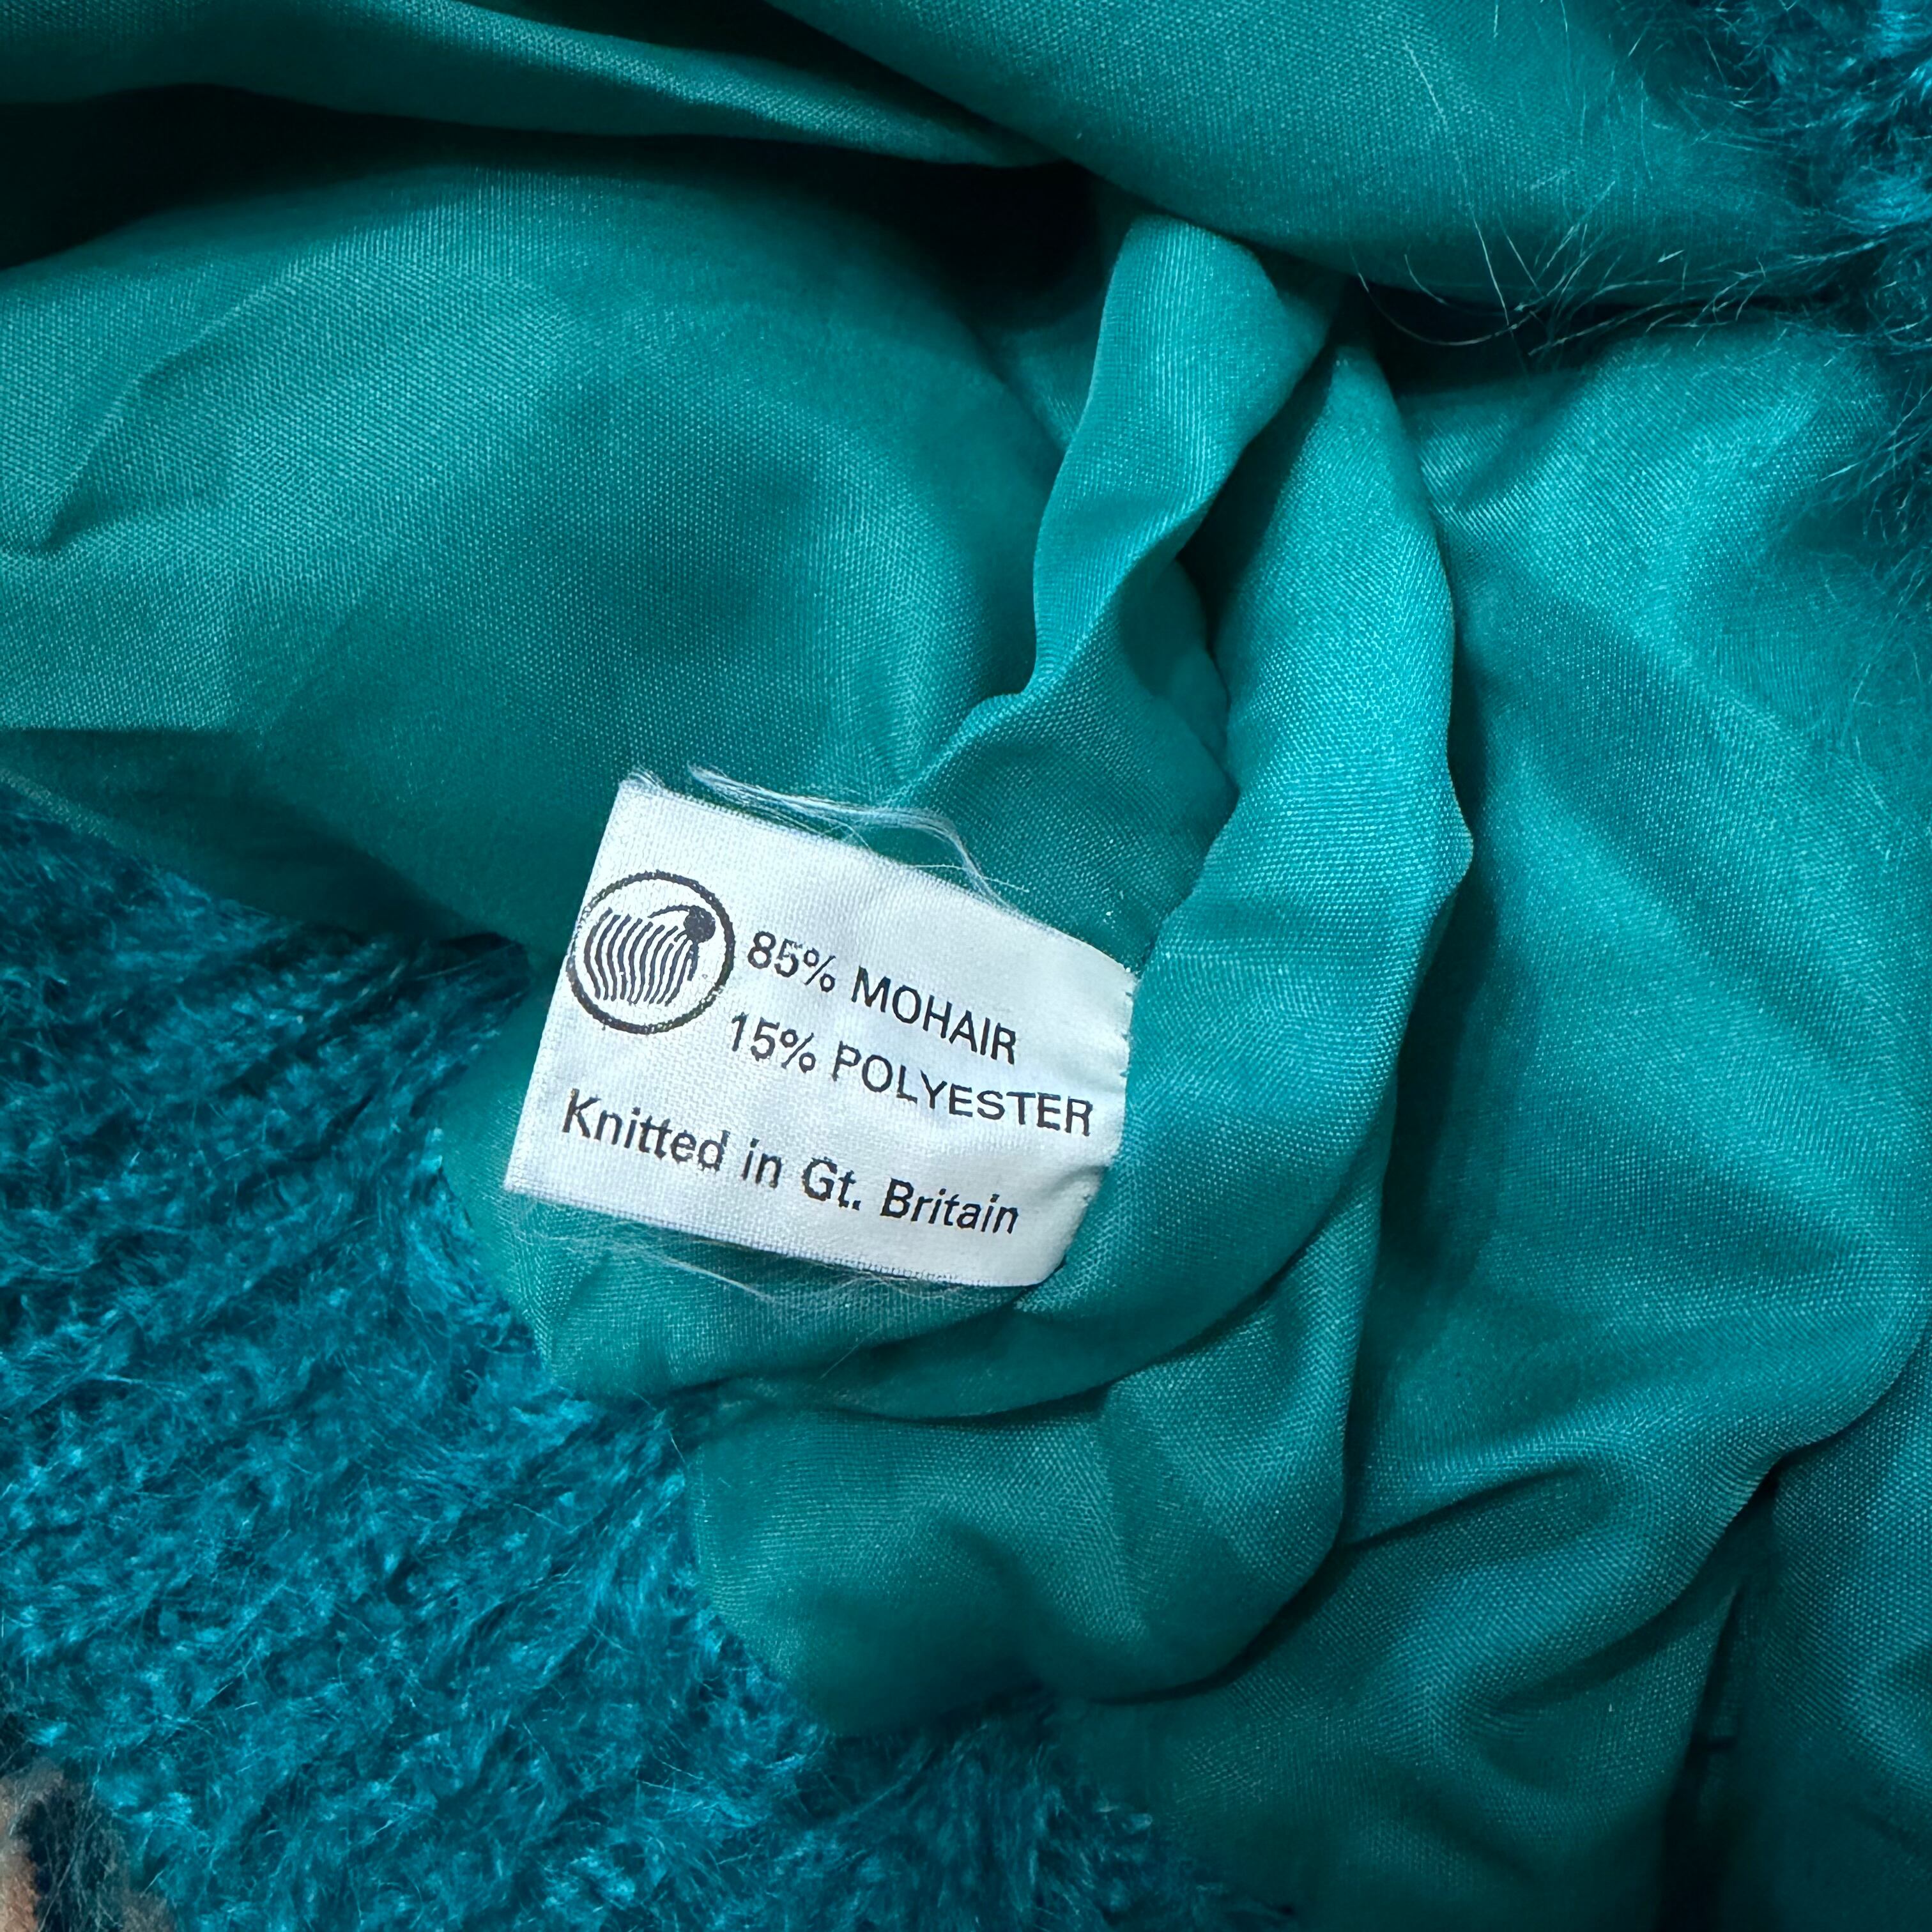 85% MOHAIR
15% POLYESTER
Knitted in Gt. Britain